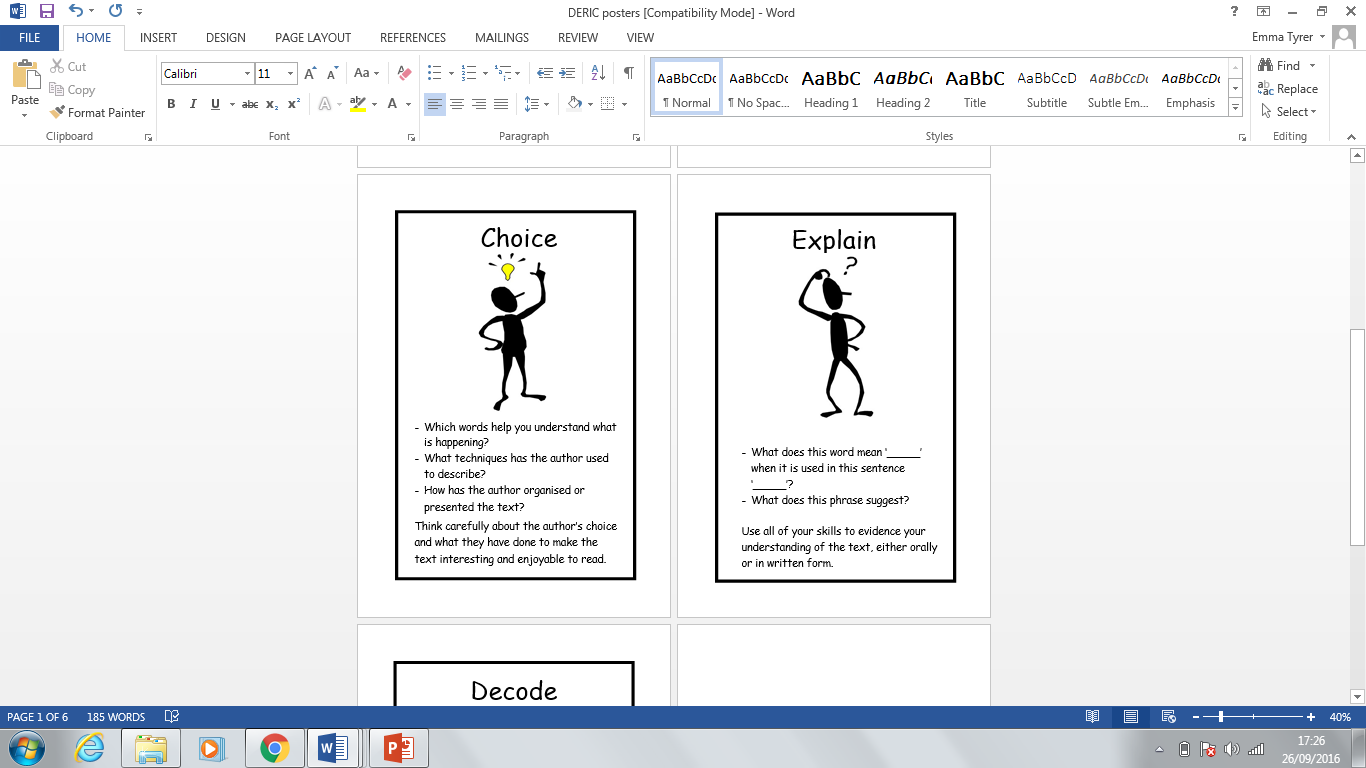 DERIC posters [Compatibility Mode] - Word
FILE HOME INSERT DESIGN PAGE LAYOUT REFERENCES MAILINGS REVIEW VIEW
Emma Tyrer
Paste
Cut
Copy
Format Painter
Clipboard
Calibri 11
Font
Paragraph
AaBbCcDc AaBbCcDc AaBbC AaBbCc AaBbC AaBbCcD AaBbCcDc AaBbCcDc
¶ Normal ¶ No Spac... Heading 1 Heading 2 Title Subtitle Subtle Em... Emphasis
Styles
Find
Replace
Select
Editing
Choice
- Which words help you understand what
is happening?
- What techniques has the author used
to describe?
- How has the author organised or
presented the text?
Think carefully about the author's choice
and what they have done to make the
text interesting and enjoyable to read.
Explain
?
- What does this word mean '_____'
when it is used in this sentence
'_____'?
- What does this phrase suggest?
Use all of your skills to evidence your
understanding of the text, either orally
or in written form.
Decode
PAGE 1 OF 6 185 WORDS
40%
17:26
26/09/2016